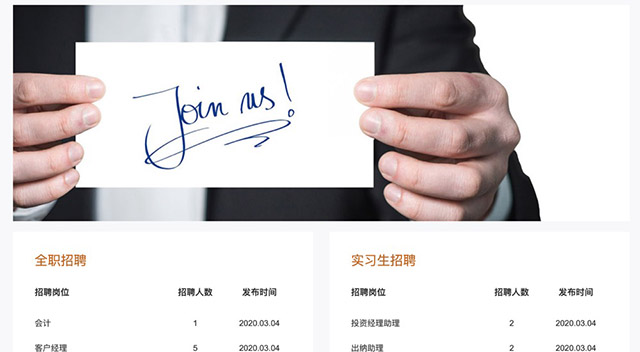 Join us!
全职招聘
招聘岗位 招聘人数 发布时间
会计 1 2020.03.04
客户经理 5 2020.03.04
实习生招聘
招聘岗位 招聘人数 发布时间
投资经理助理 2 2020.03.04
出纳助理 2 2020.03.04